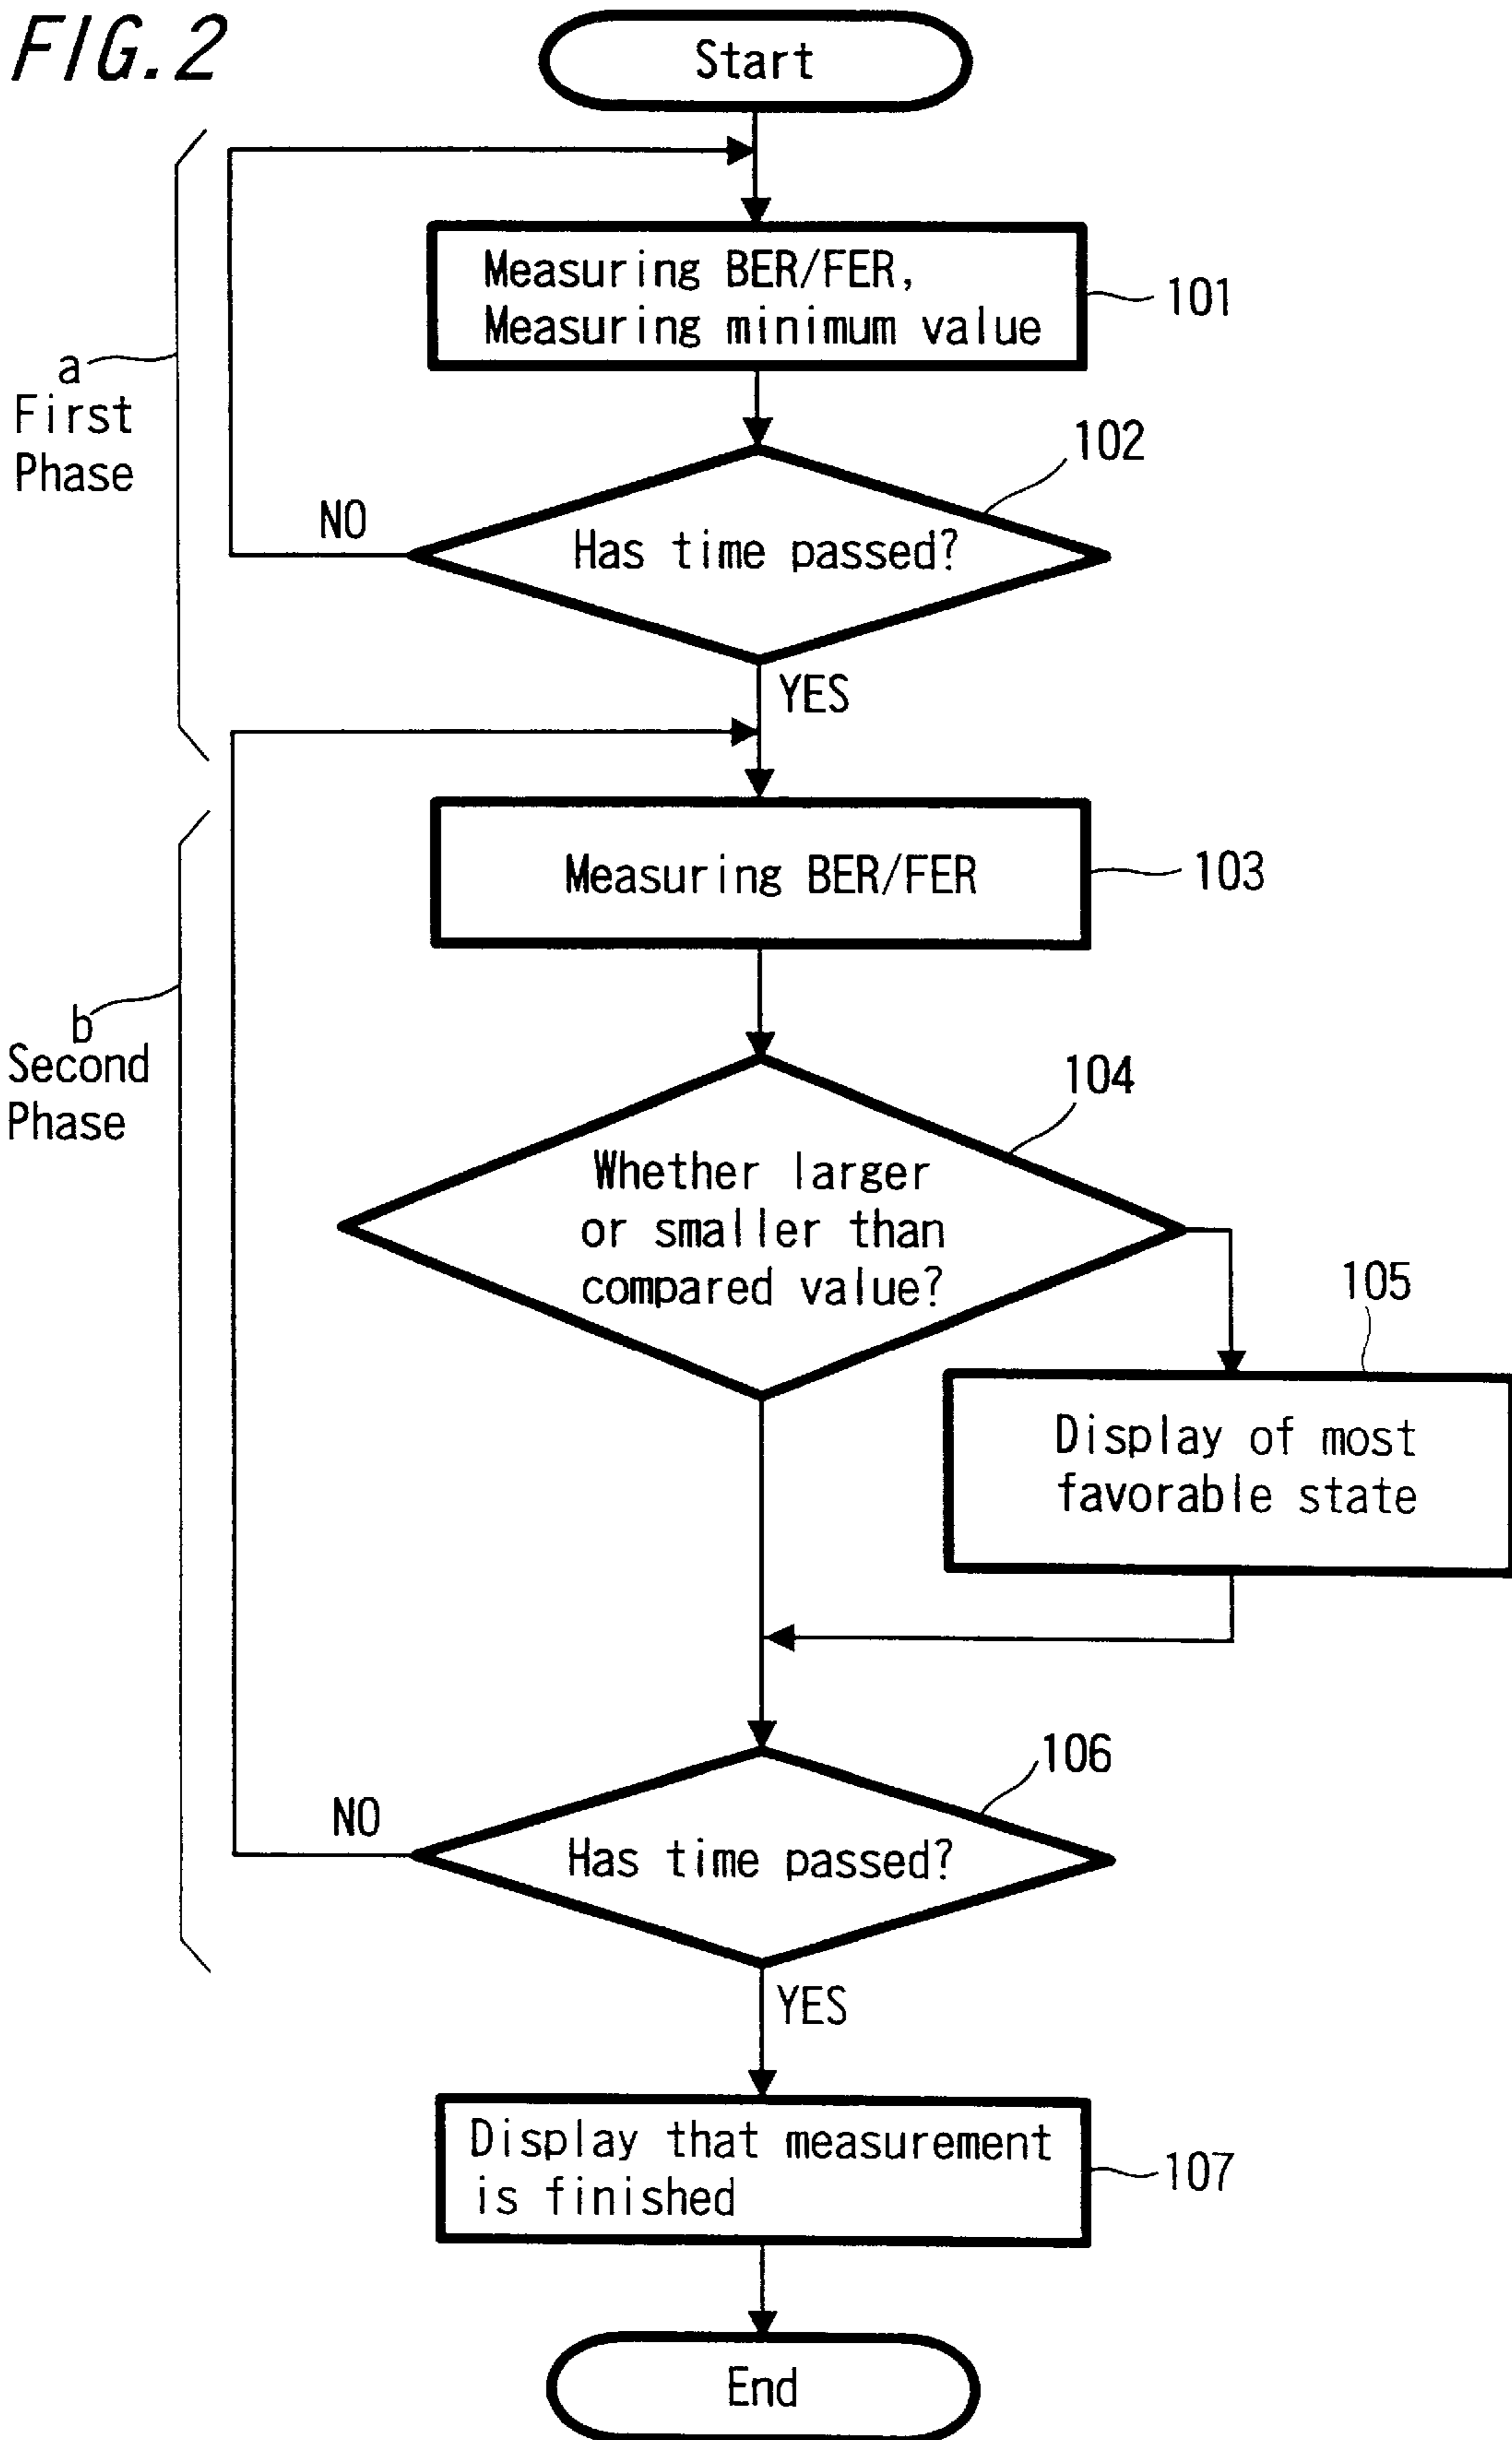 FIG.2
Start
Measuring BER/FER,
Measuring minimum value
101
a
First
Phase
102
Has time passed?
NO
YES
Measuring BER/FER
103
b
Second
Phase
104
Whether larger
or smaller than
compared value?
105
Display of most
favorable state
106
NO
Has time passed?
YES
Display that measurement
is finished
107
End